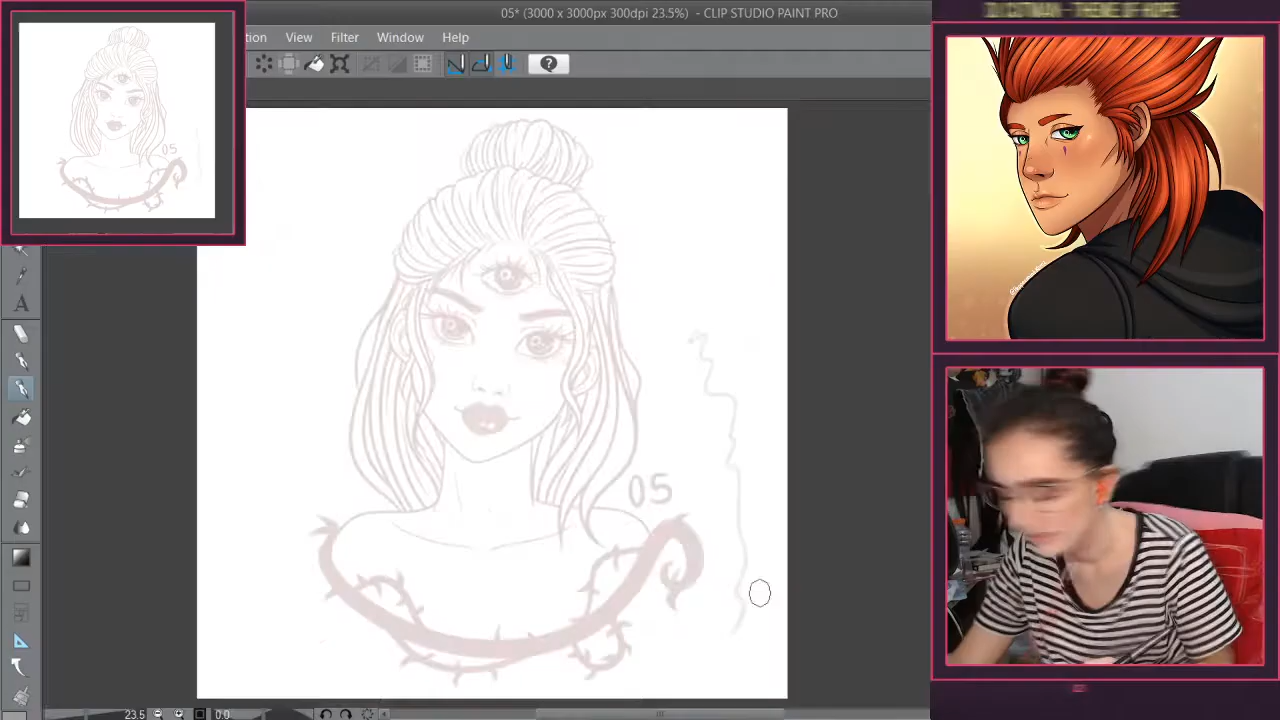 05* (3000 x 3000px 300dpi 23.5%) - CLIP STUDIO PAINT PRO
tion View Filter Window Help
05
05
A
23.5 0.0